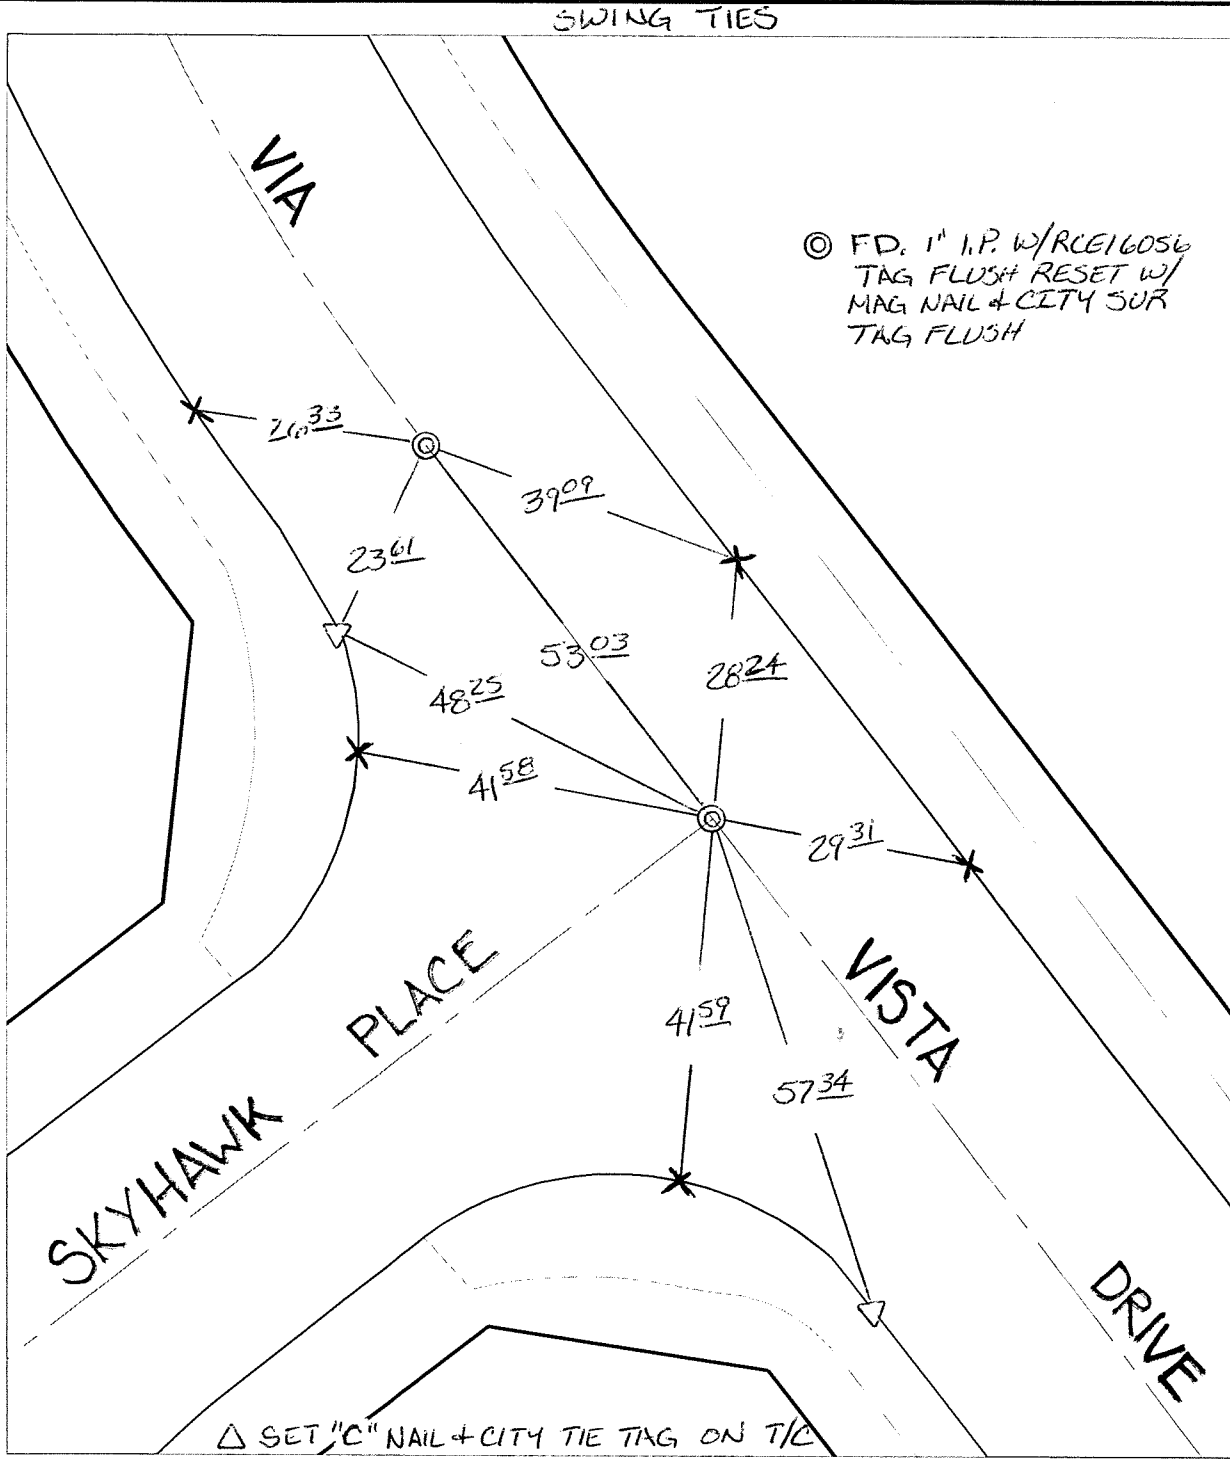 SWING TIES
VIA
◎ FD. 1" I.P. W/RCE16056
TAG FLUSH RESET W/
MAG NAIL & CITY SUR
TAG FLUSH
26.33
39 09
23 61
53 03
28 24
48 25
41 58
29 31
VISTA
PLACE
41 59
57 34
SKYHAWK
DRIVE
△ SET "C" NAIL & CITY TIE TAG ON T/C